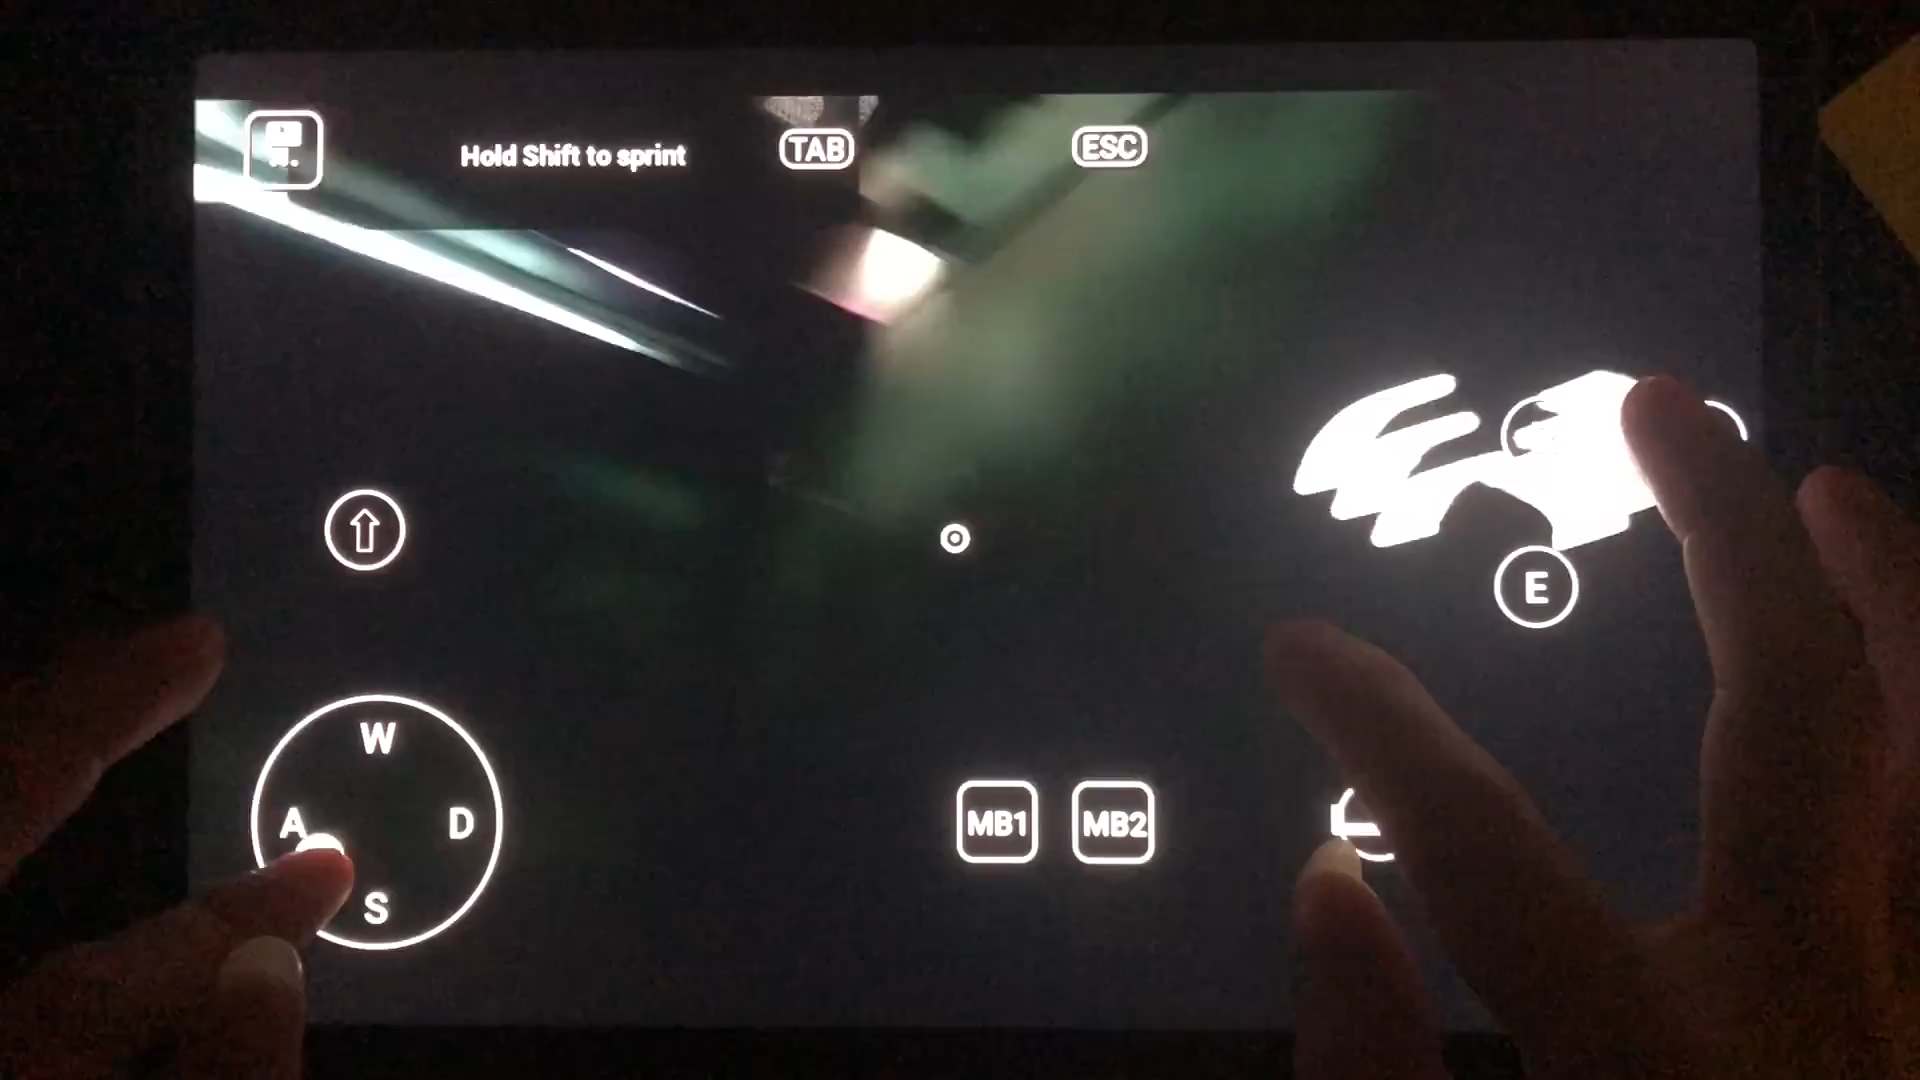 Hold Shift to sprint
TAB
ESC
E
W
A
D
S
MB1
MB2